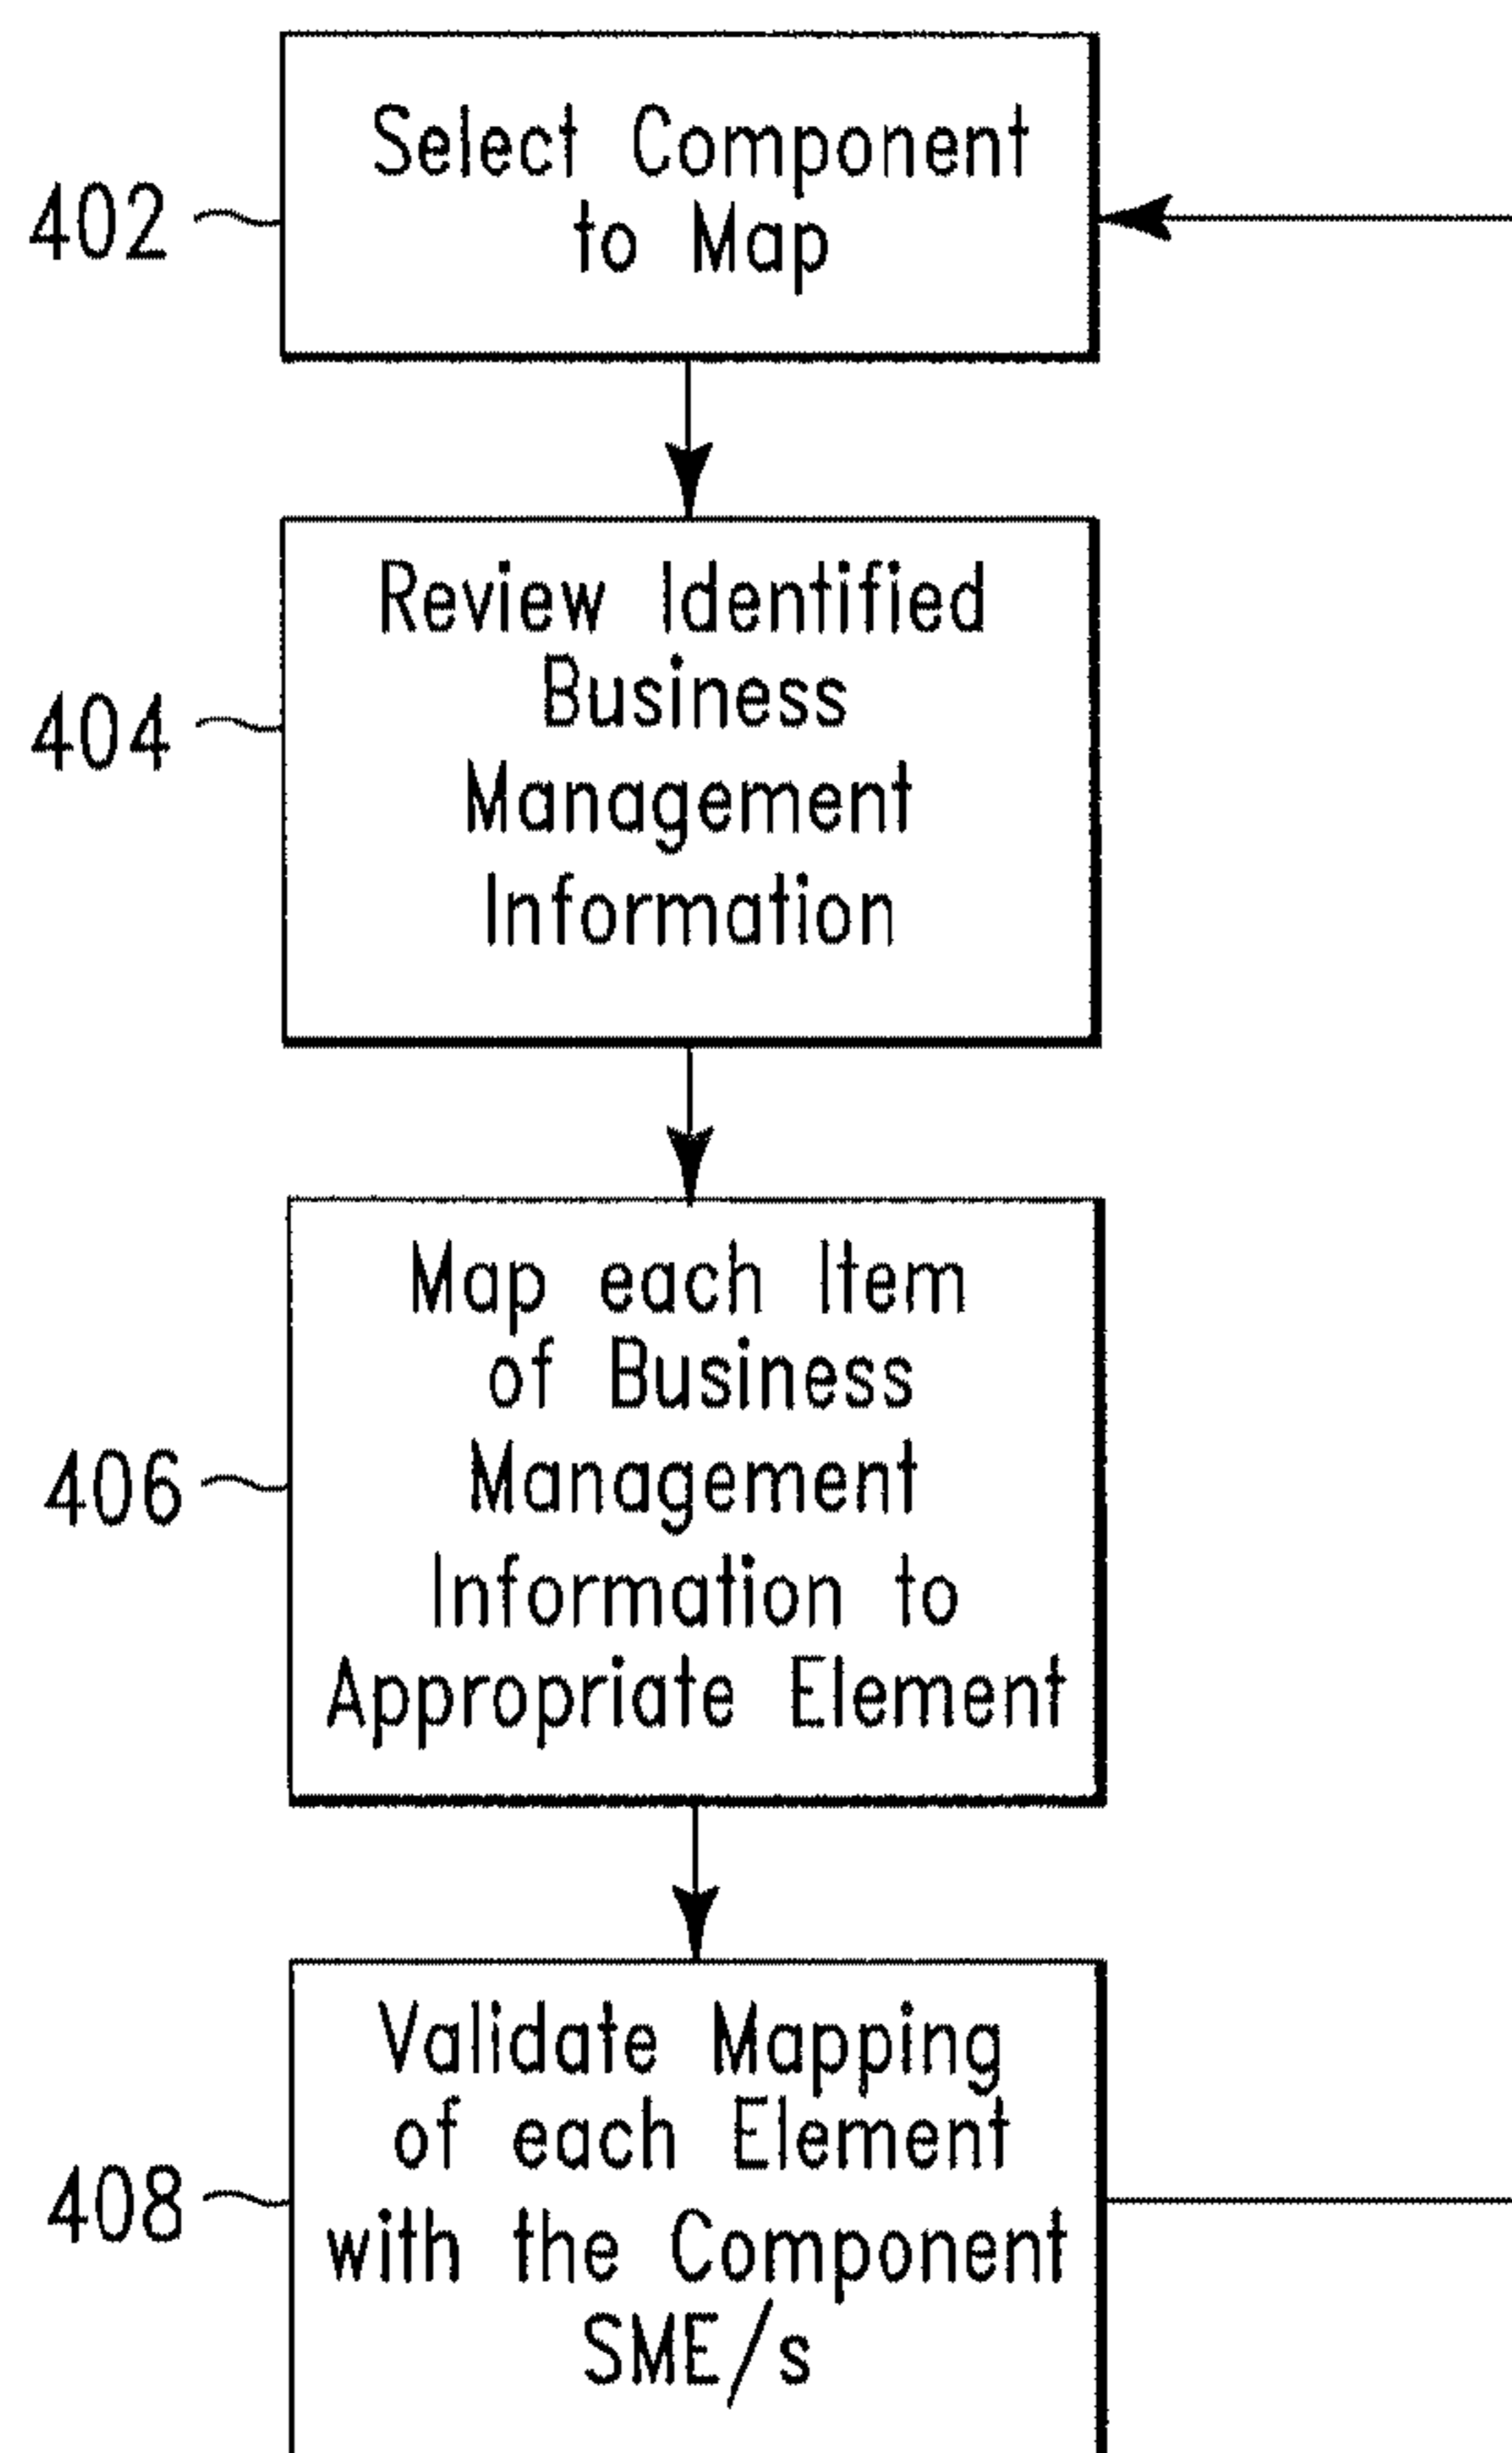 Select Component
to Map
402
Review Identified
Business
Management
Information
404
Map each Item
of Business
Management
Information to
Appropriate Element
406
Validate Mapping
of each Element
with the Component
SME/s
408